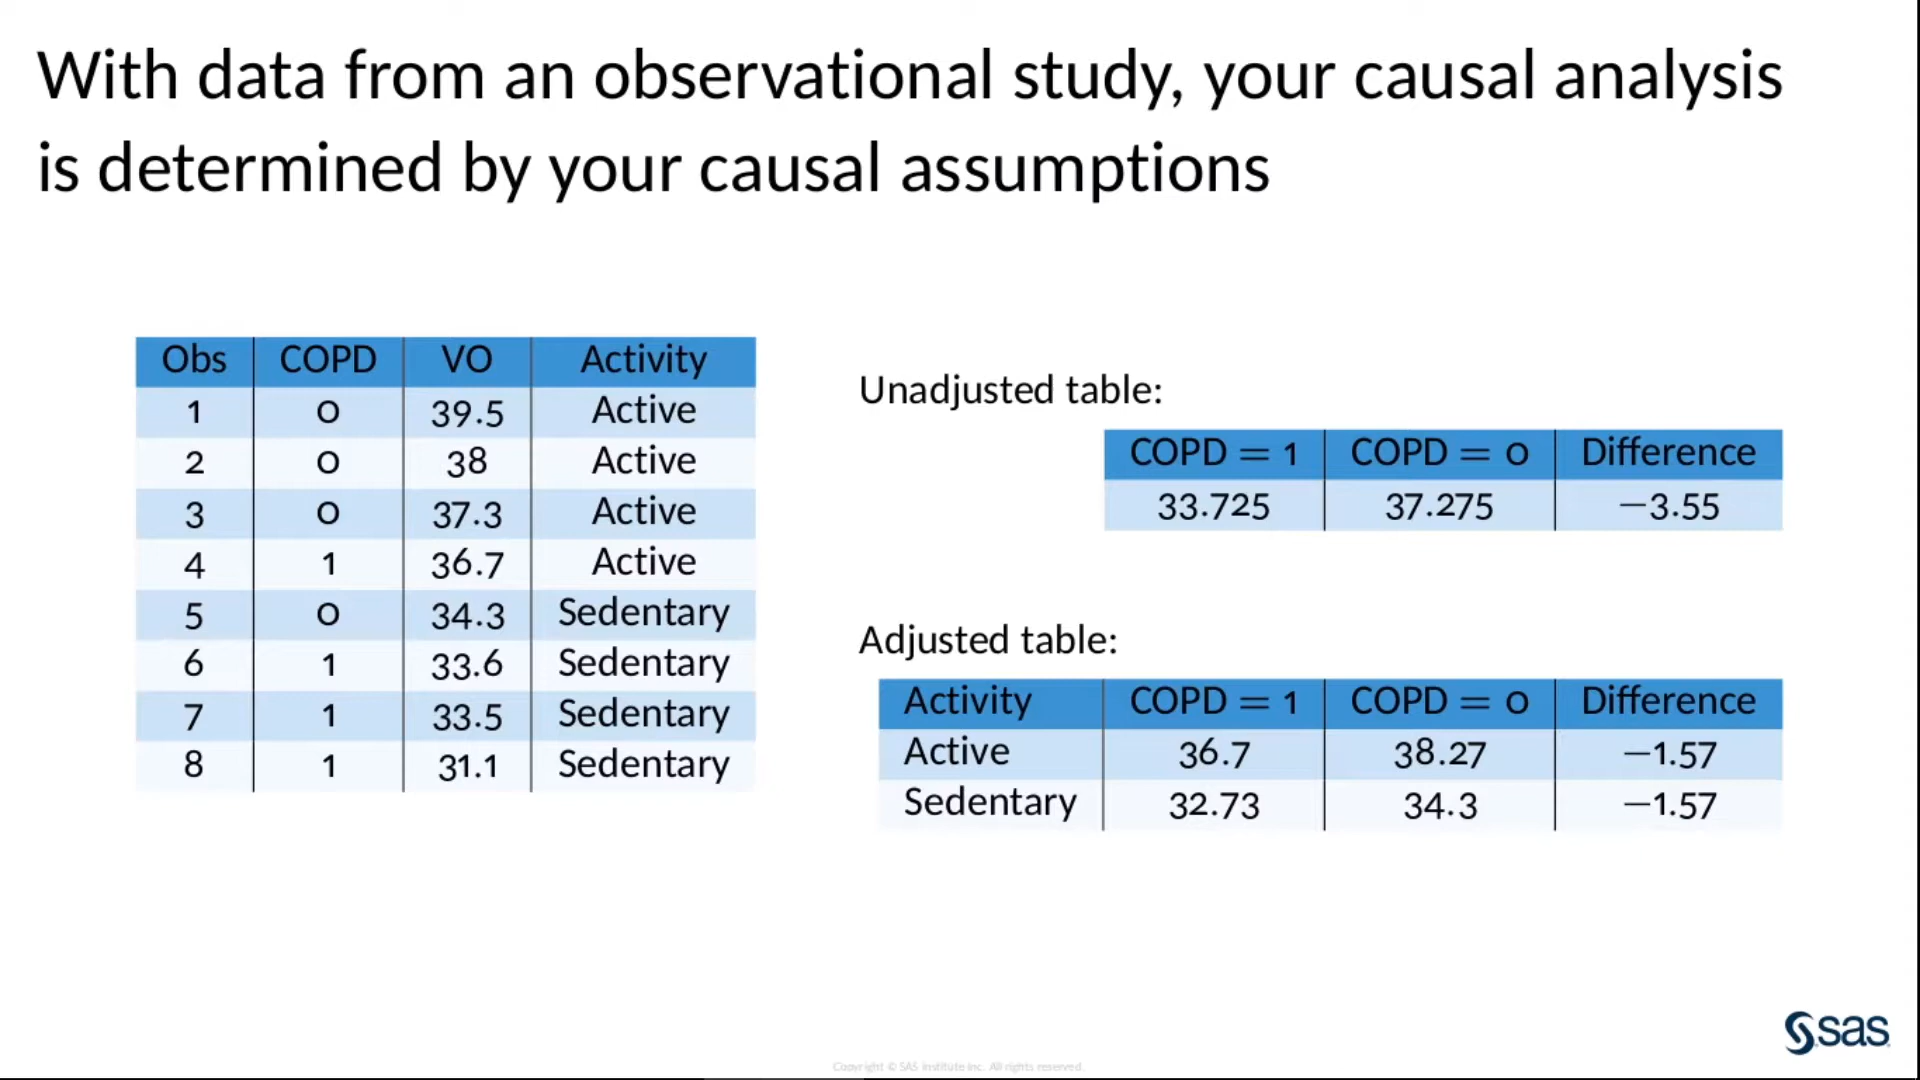 With data from an observational study, your causal analysis
is determined by your causal assumptions
Obs COPD VO Activity
1 0 39.5 Active
2 0 38 Active
3 0 37.3 Active
4 1 36.7 Active
5 0 34.3 Sedentary
6 1 33.6 Sedentary
7 1 33.5 Sedentary
8 1 31.1 Sedentary
Unadjusted table:
COPD = 1 COPD = 0 Difference
33.725 37.275 −3.55
Adjusted table:
Activity COPD = 1 COPD = 0 Difference
Active 36.7 38.27 −1.57
Sedentary 32.73 34.3 −1.57
sas
Copyright © SAS Institute Inc. All rights reserved.